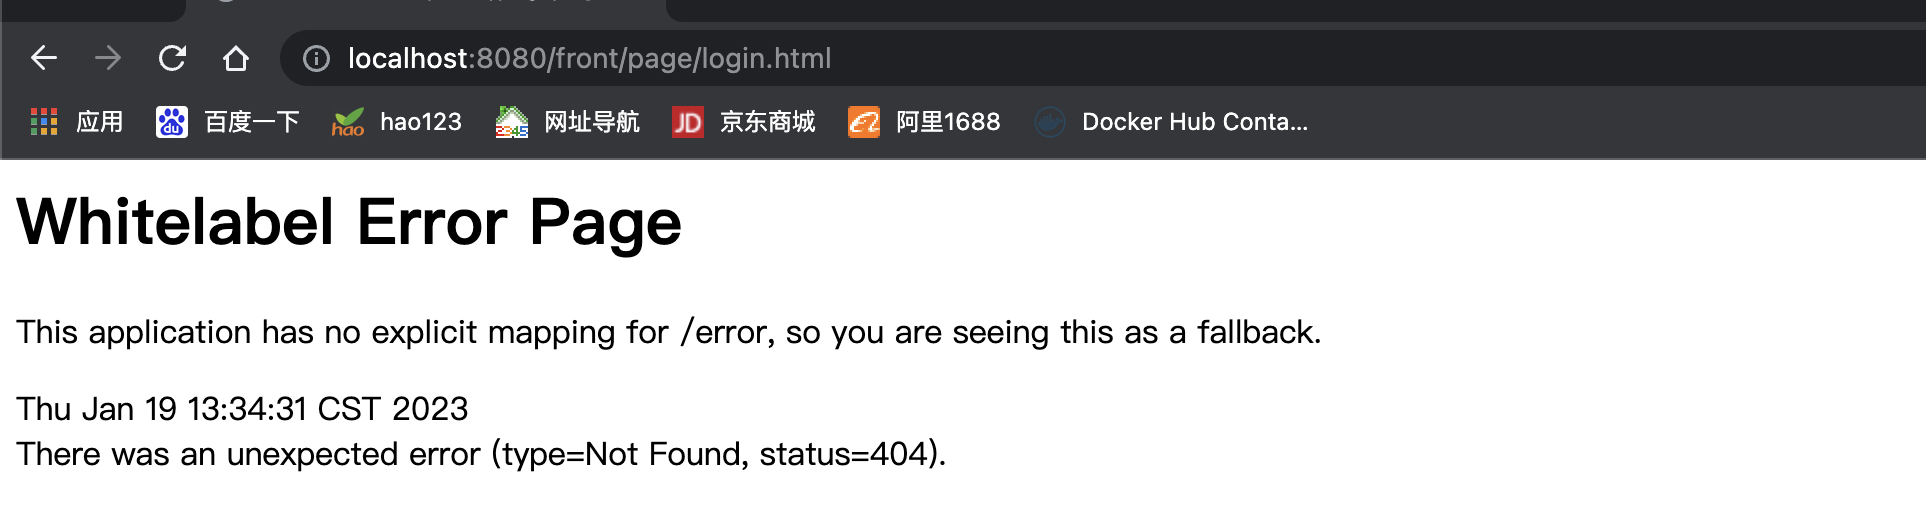 localhost:8080/front/page/login.html
应用 百度一下 hao123 网址导航 京东商城 阿里1688 Docker Hub Conta...
Whitelabel Error Page
This application has no explicit mapping for /error, so you are seeing this as a fallback.
Thu Jan 19 13:34:31 CST 2023
There was an unexpected error (type=Not Found, status=404).